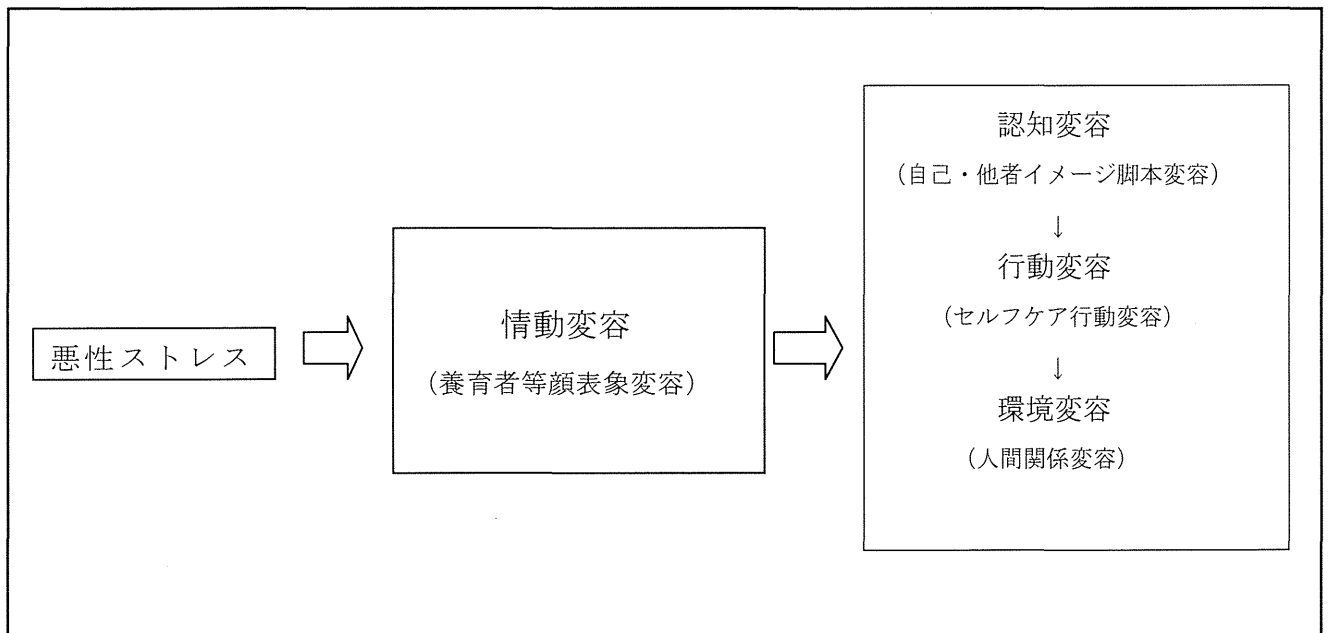 悪性ストレス
情動変容
（養育者等顔表象変容）
認知変容
（自己・他者イメージ脚本変容）
↓
行動変容
（セルフケア行動変容）
↓
環境変容
（人間関係変容）